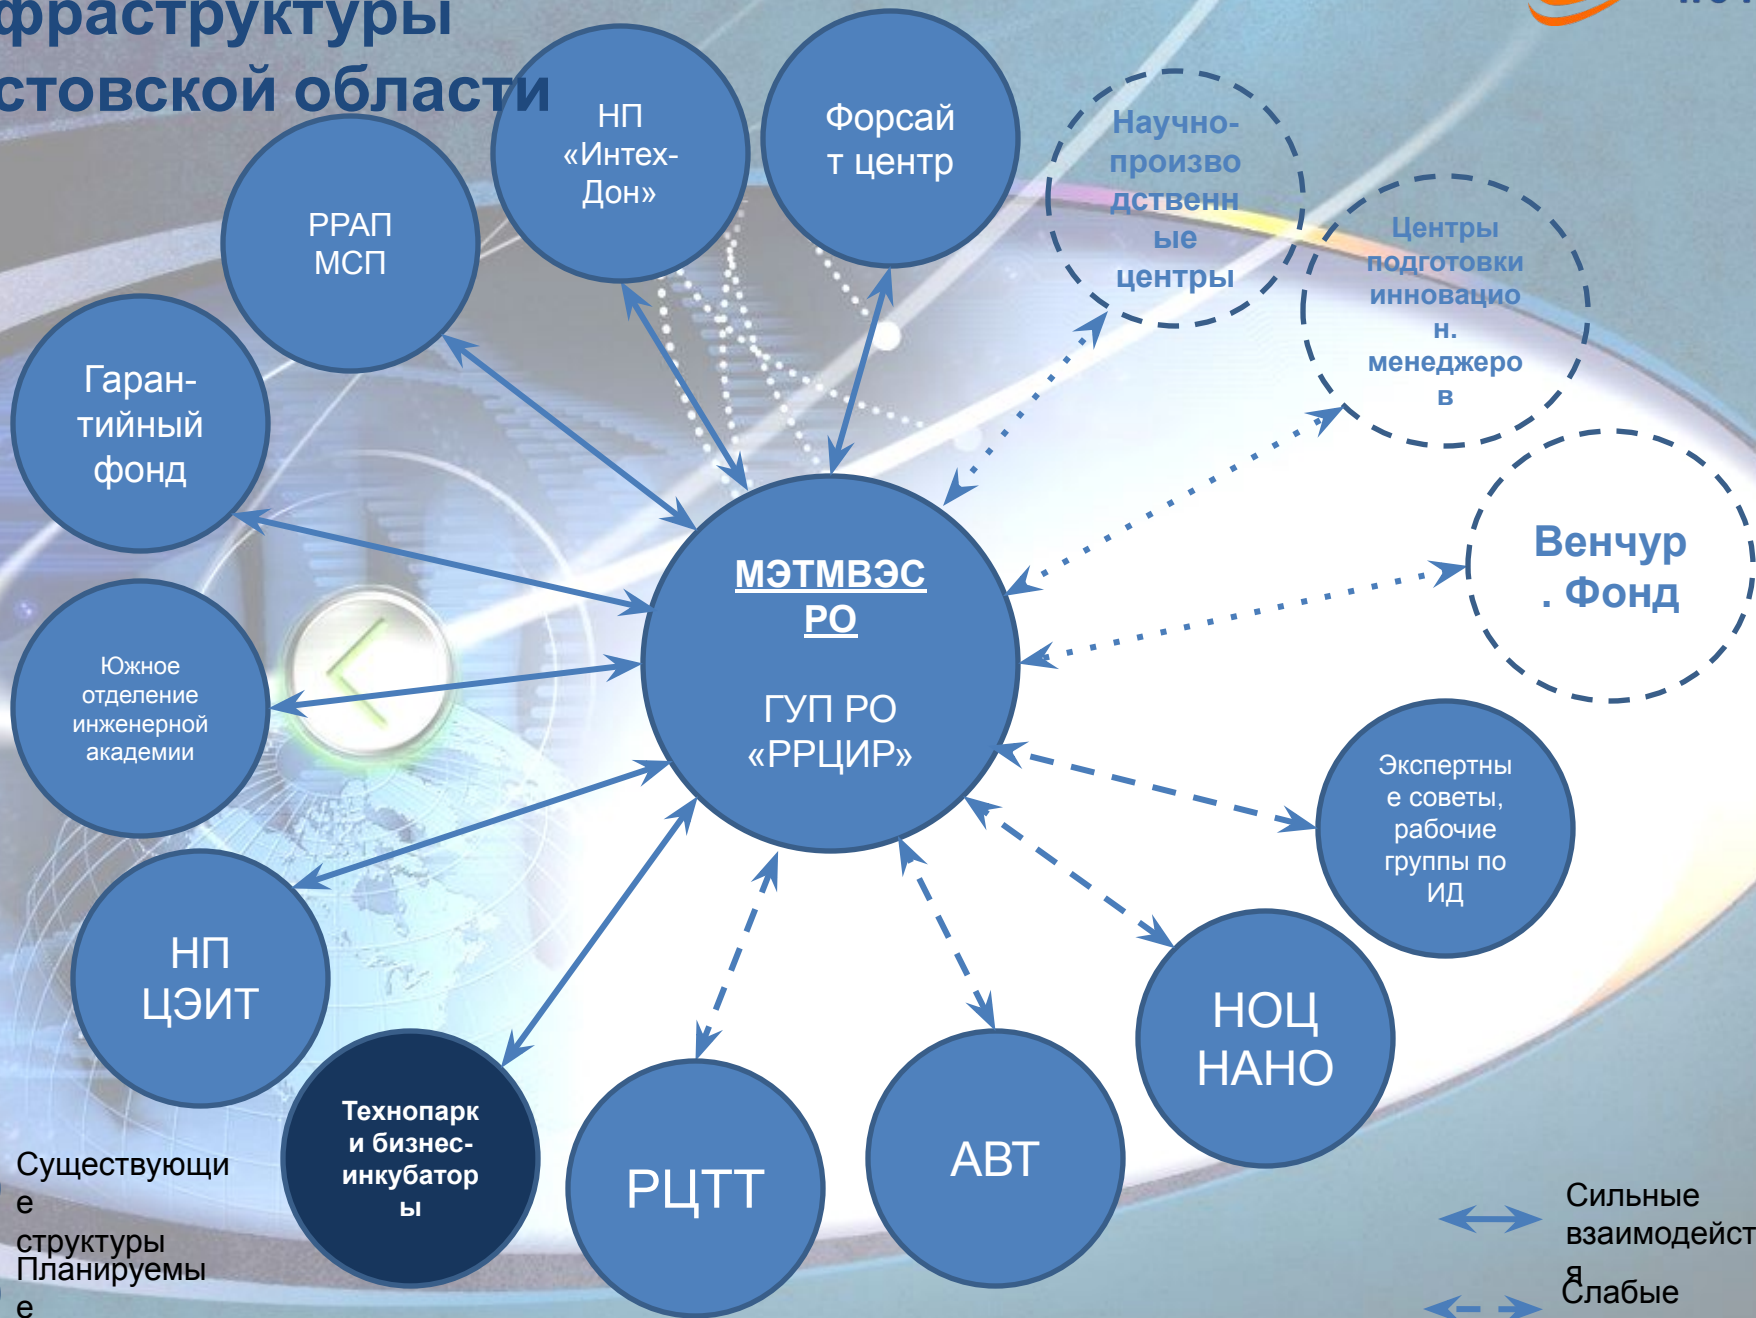 фраструктуры
стовской области
НП
«Интех-
Дон»
Форсай
т центр
Научно-
произво
дственн
ые
центры
РРАП
МСП
Центры
подготовки
инновацио
н.
менеджеро
в
Гаран-
тийный
фонд
Венчур
. Фонд
МЭТМВЭС
РО
ГУП РО
«РРЦИР»
Южное
отделение
инженерной
академии
Экспертны
е советы,
рабочие
группы по
ИД
НП
ЦЭИТ
НОЦ
НАНО
Технопарк
и бизнес-
инкубатор
ы
РЦТТ
АВТ
Существующи
е
структуры
Планируемы
е
Сильные
взаимодейст
я
Слабые